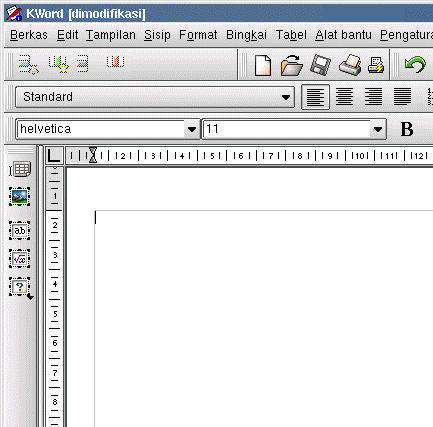 KWord [dimodifikasi]
Berkas Edit Tampilan Sisip Format Bingkai Tabel Alat bantu Pengatura
Standard
helvetica 11 B
1 2 3 4 5 6 7 8 9 10 11 12
ab
√x
?
1
2
3
4
5
6
7
8